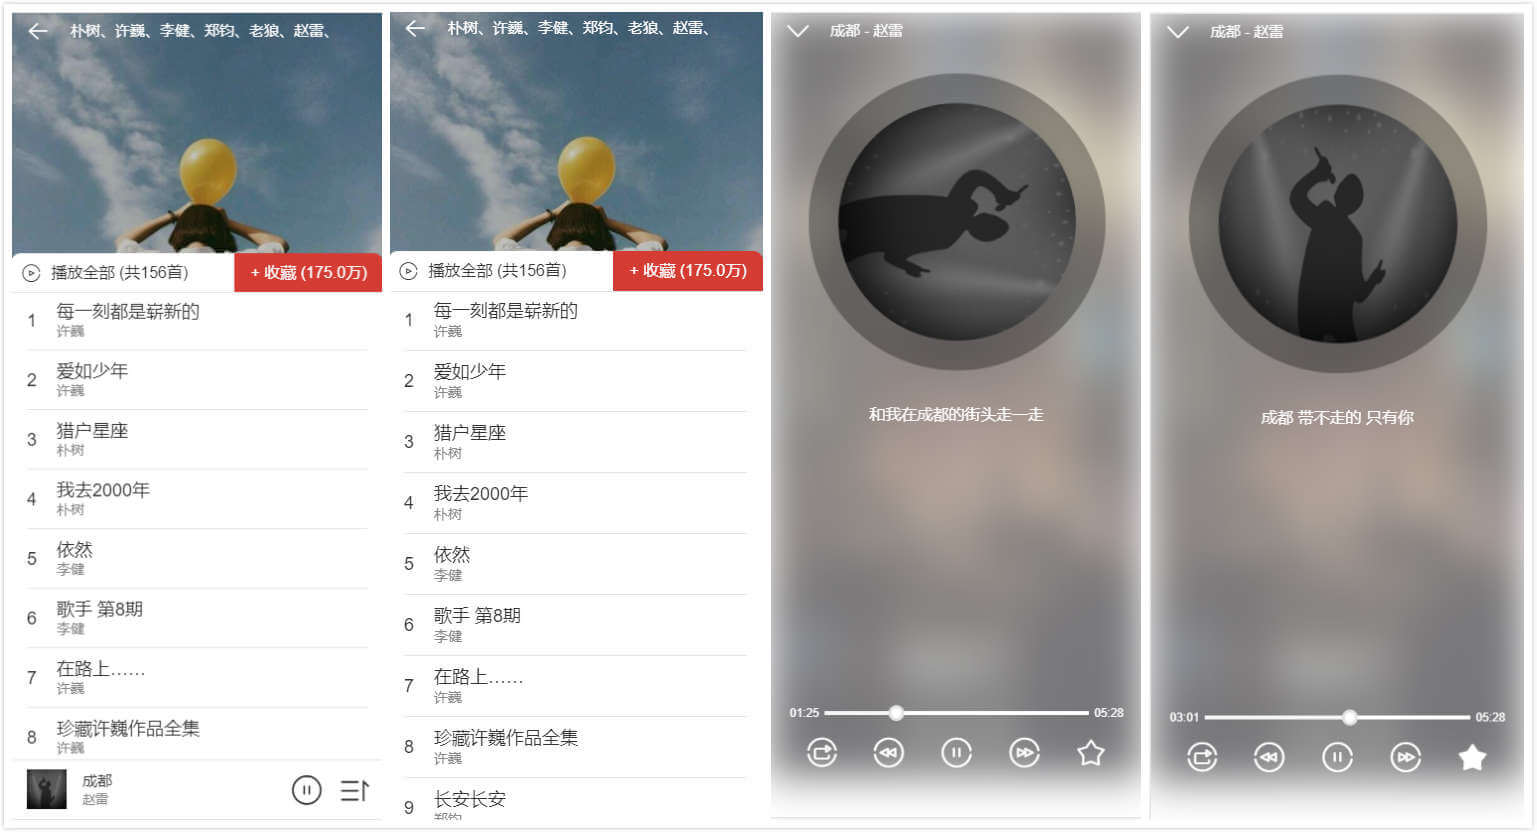 朴树、许巍、李健、郑钧、老狼、赵雷、
播放全部 (共156首)
+ 收藏 (175.0万)
1
每一刻都是崭新的
许巍
2
爱如少年
许巍
3
猎户星座
朴树
4
我去2000年
朴树
5
依然
李健
6
歌手 第8期
李健
7
在路上……
许巍
8
珍藏许巍作品全集
许巍
成都
赵雷
朴树、许巍、李健、郑钧、老狼、赵雷、
播放全部 (共156首)
+ 收藏 (175.0万)
1
每一刻都是崭新的
许巍
2
爱如少年
许巍
3
猎户星座
朴树
4
我去2000年
朴树
5
依然
李健
6
歌手 第8期
李健
7
在路上……
许巍
8
珍藏许巍作品全集
许巍
9
长安长安
郑钧
成都 - 赵雷
和我在成都的街头走一走
01:25
05:28
成都 - 赵雷
成都 带不走的 只有你
03:01
05:28